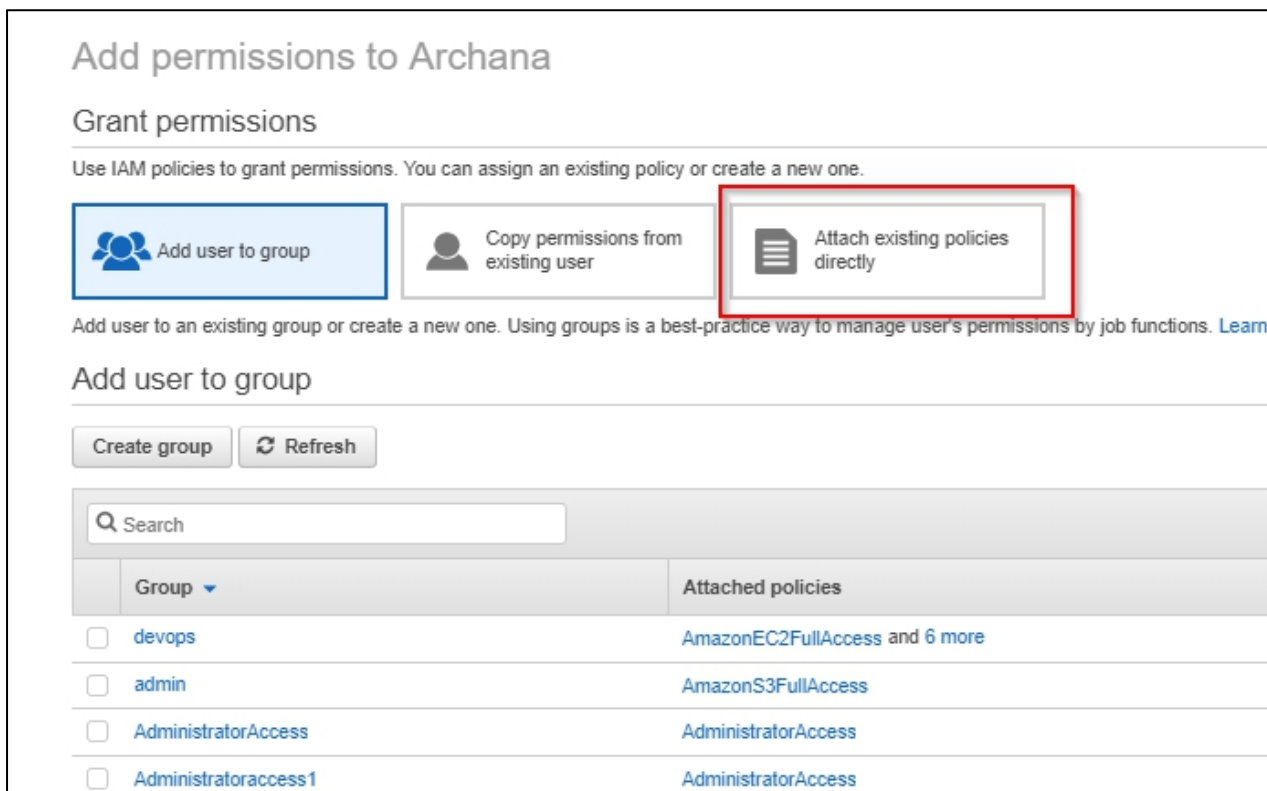 Add permissions to Archana
Grant permissions
Use IAM policies to grant permissions. You can assign an existing policy or create a new one.
Add user to group
Copy permissions from
existing user
Attach existing policies
directly
Add user to an existing group or create a new one. Using groups is a best-practice way to manage user's permissions by job functions. Learn
Add user to group
Create group
Refresh
Search
Group
Attached policies
devops
AmazonEC2FullAccess and 6 more
admin
AmazonS3FullAccess
AdministratorAccess
AdministratorAccess
Administratoraccess1
AdministratorAccess